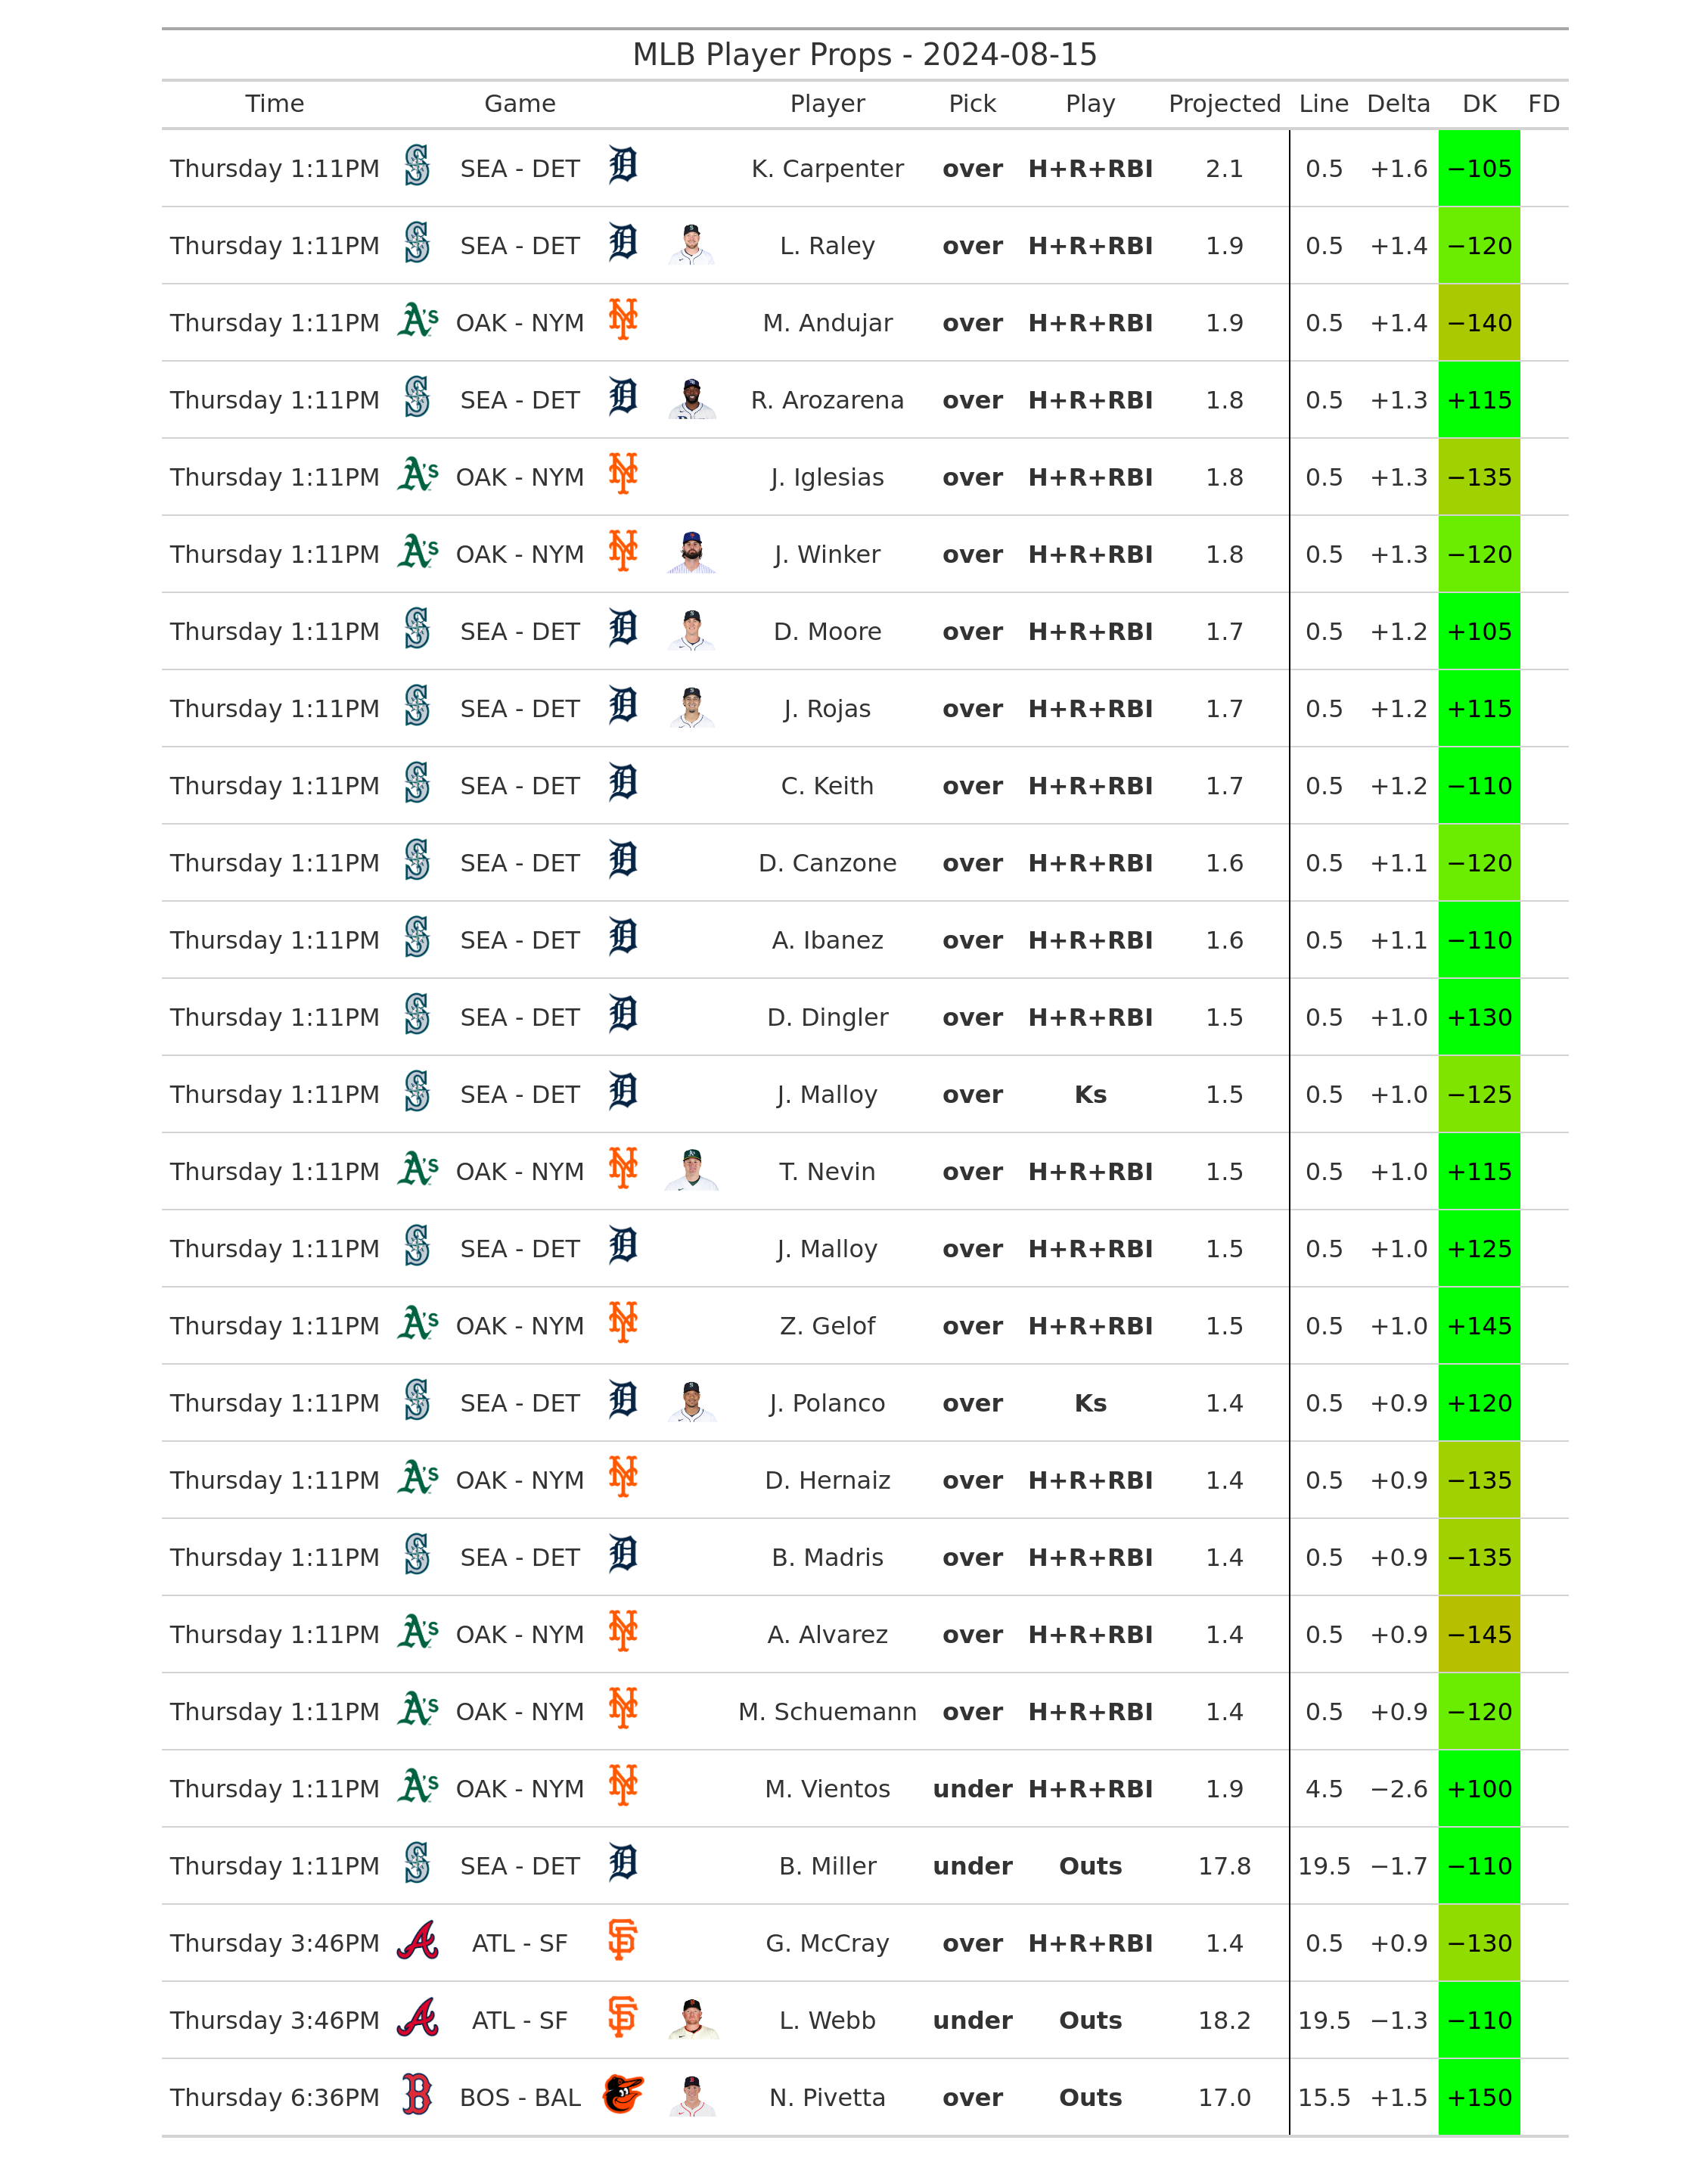 MLB Player Props - 2024-08-15
Time Game Player Pick Play Projected Line Delta DK FD
Thursday 1:11PM SEA - DET K. Carpenter over H+R+RBI 2.1 0.5 +1.6 −105
Thursday 1:11PM SEA - DET L. Raley over H+R+RBI 1.9 0.5 +1.4 −120
Thursday 1:11PM A's OAK - NYM M. Andujar over H+R+RBI 1.9 0.5 +1.4 −140
Thursday 1:11PM SEA - DET R. Arozarena over H+R+RBI 1.8 0.5 +1.3 +115
Thursday 1:11PM A's OAK - NYM J. Iglesias over H+R+RBI 1.8 0.5 +1.3 −135
Thursday 1:11PM A's OAK - NYM J. Winker over H+R+RBI 1.8 0.5 +1.3 −120
Thursday 1:11PM SEA - DET D. Moore over H+R+RBI 1.7 0.5 +1.2 +105
Thursday 1:11PM SEA - DET J. Rojas over H+R+RBI 1.7 0.5 +1.2 +115
Thursday 1:11PM SEA - DET C. Keith over H+R+RBI 1.7 0.5 +1.2 −110
Thursday 1:11PM SEA - DET D. Canzone over H+R+RBI 1.6 0.5 +1.1 −120
Thursday 1:11PM SEA - DET A. Ibanez over H+R+RBI 1.6 0.5 +1.1 −110
Thursday 1:11PM SEA - DET D. Dingler over H+R+RBI 1.5 0.5 +1.0 +130
Thursday 1:11PM SEA - DET J. Malloy over Ks 1.5 0.5 +1.0 −125
Thursday 1:11PM A's OAK - NYM T. Nevin over H+R+RBI 1.5 0.5 +1.0 +115
Thursday 1:11PM SEA - DET J. Malloy over H+R+RBI 1.5 0.5 +1.0 +125
Thursday 1:11PM A's OAK - NYM Z. Gelof over H+R+RBI 1.5 0.5 +1.0 +145
Thursday 1:11PM SEA - DET J. Polanco over Ks 1.4 0.5 +0.9 +120
Thursday 1:11PM A's OAK - NYM D. Hernaiz over H+R+RBI 1.4 0.5 +0.9 −135
Thursday 1:11PM SEA - DET B. Madris over H+R+RBI 1.4 0.5 +0.9 −135
Thursday 1:11PM A's OAK - NYM A. Alvarez over H+R+RBI 1.4 0.5 +0.9 −145
Thursday 1:11PM A's OAK - NYM M. Schuemann over H+R+RBI 1.4 0.5 +0.9 −120
Thursday 1:11PM A's OAK - NYM M. Vientos under H+R+RBI 1.9 4.5 −2.6 +100
Thursday 1:11PM SEA - DET B. Miller under Outs 17.8 19.5 −1.7 −110
Thursday 3:46PM ATL - SF G. McCray over H+R+RBI 1.4 0.5 +0.9 −130
Thursday 3:46PM ATL - SF L. Webb under Outs 18.2 19.5 −1.3 −110
Thursday 6:36PM BOS - BAL N. Pivetta over Outs 17.0 15.5 +1.5 +150